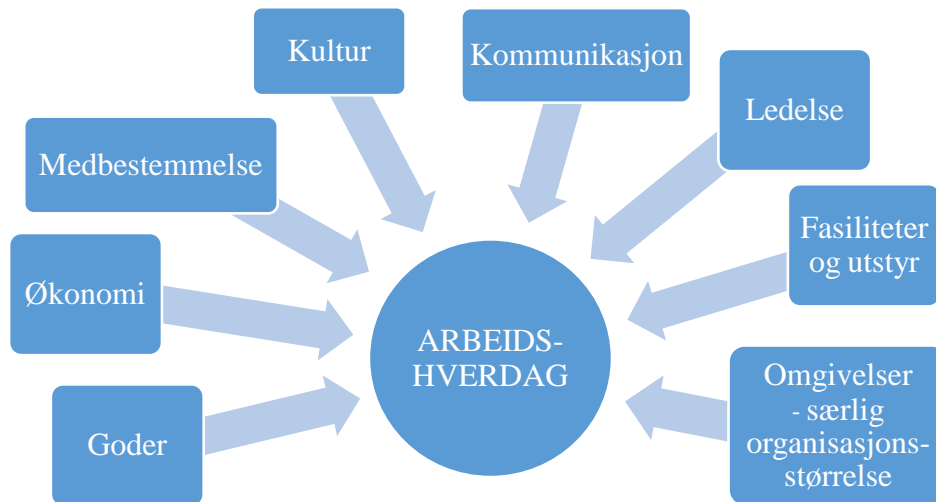 Kultur
Kommunikasjon
Ledelse
Medbestemmelse
Fasiliteter
og utstyr
Økonomi
ARBEIDS-
HVERDAG
Omgivelser
- særlig
organisasjons-
størrelse
Goder